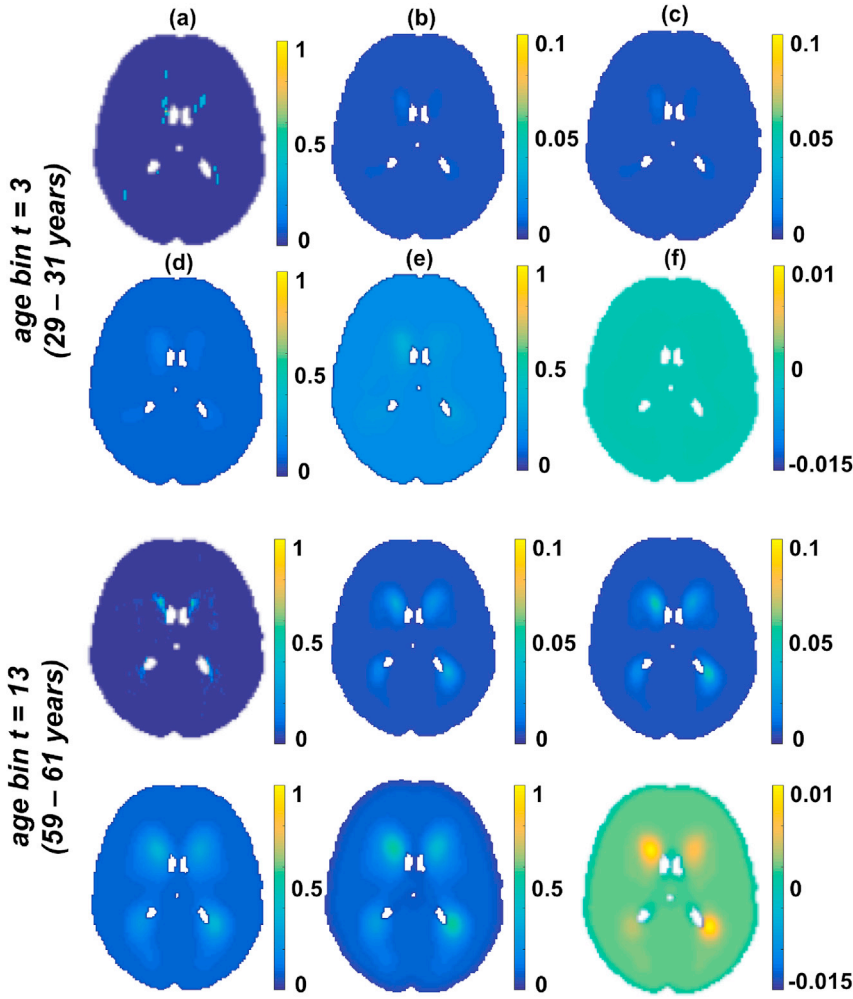 (a) (b) (c)
1 0.1 0.1
0.5 0.05 0.05
0 0 0
age bin t = 3
(29 – 31 years)
(d) (e) (f)
1 1 0.01
0.5 0.5 0
0 0 -0.015
1 0.1 0.1
0.5 0.05 0.05
0 0 0
age bin t = 13
(59 – 61 years)
1 1 0.01
0.5 0.5 0
0 0 -0.015